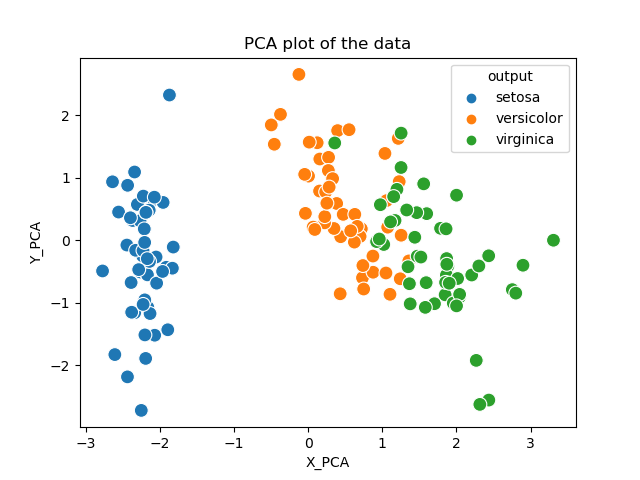 PCA plot of the data
output
setosa
versicolor
virginica
Y_PCA
2
1
0
−1
−2
−3
−2
−1
0
1
2
3
X_PCA